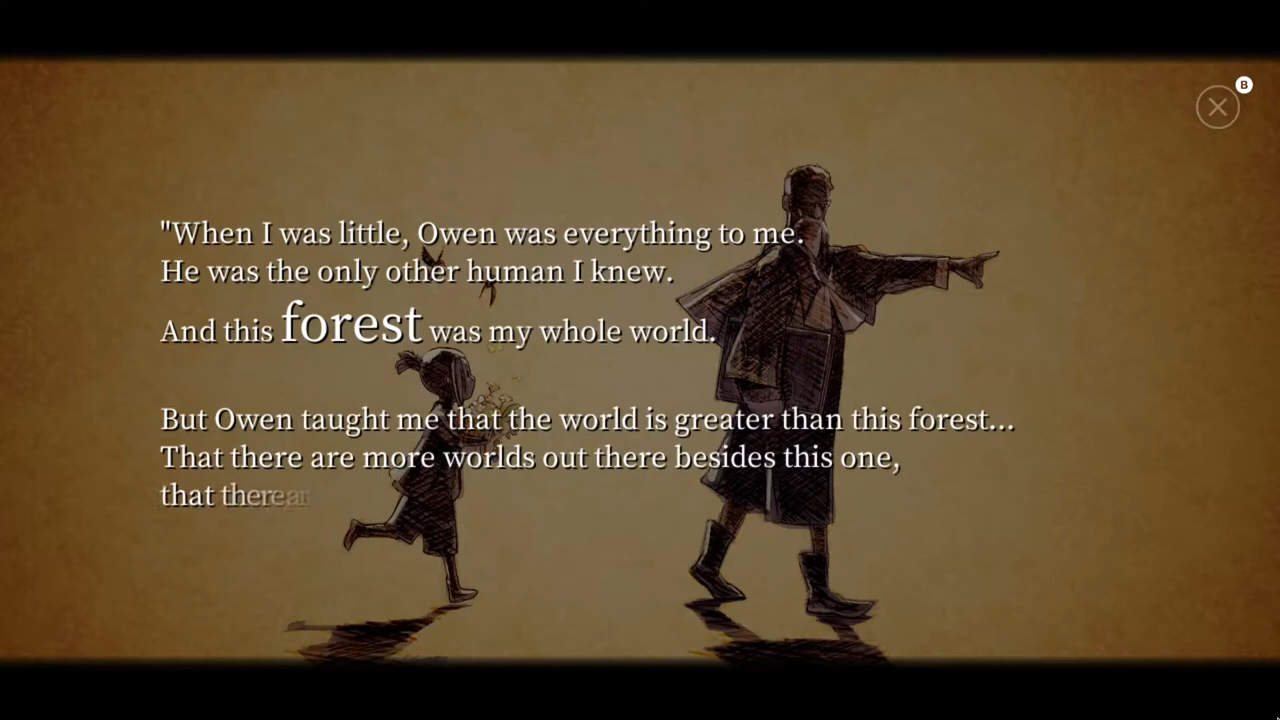 B
"When I was little, Owen was everything to me.
He was the only other human I knew.
And this forest was my whole world.
But Owen taught me that the world is greater than this forest...
That there are more worlds out there besides this one,
that there